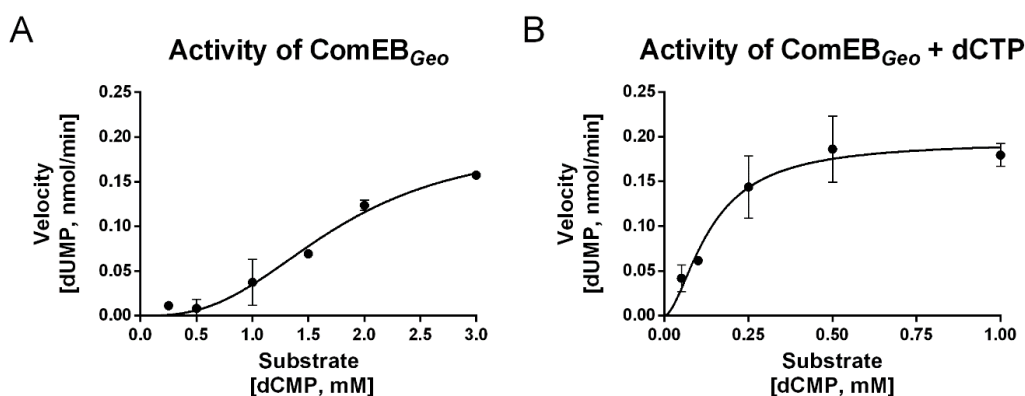 A
Activity of ComEBGeo
0.25
0.20
0.15
0.10
0.05
0.00
Velocity
[dUMP, nmol/min]
0.0 0.5 1.0 1.5 2.0 2.5 3.0
Substrate
[dCMP, mM]
B
Activity of ComEBGeo + dCTP
0.25
0.20
0.15
0.10
0.05
0.00
Velocity
[dUMP, nmol/min]
0.00 0.25 0.50 0.75 1.00
Substrate
[dCMP, mM]